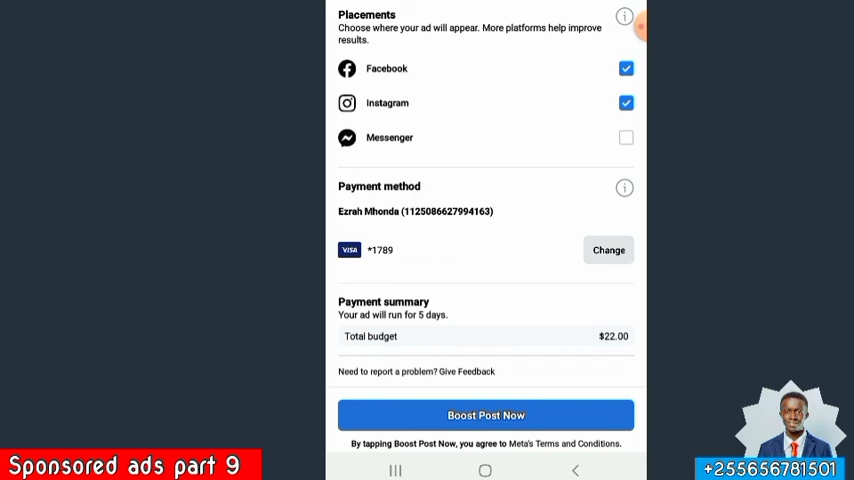 Placements
Choose where your ad will appear. More platforms help improve
results.
Facebook
Instagram
Messenger
Payment method
Ezrah Mhonda (1125086627994163)
VISA *1789
Change
Payment summary
Your ad will run for 5 days.
Total budget $22.00
Need to report a problem? Give Feedback
Boost Post Now
By tapping Boost Post Now, you agree to Meta's Terms and Conditions.
Sponsored ads part 9
+255656781501